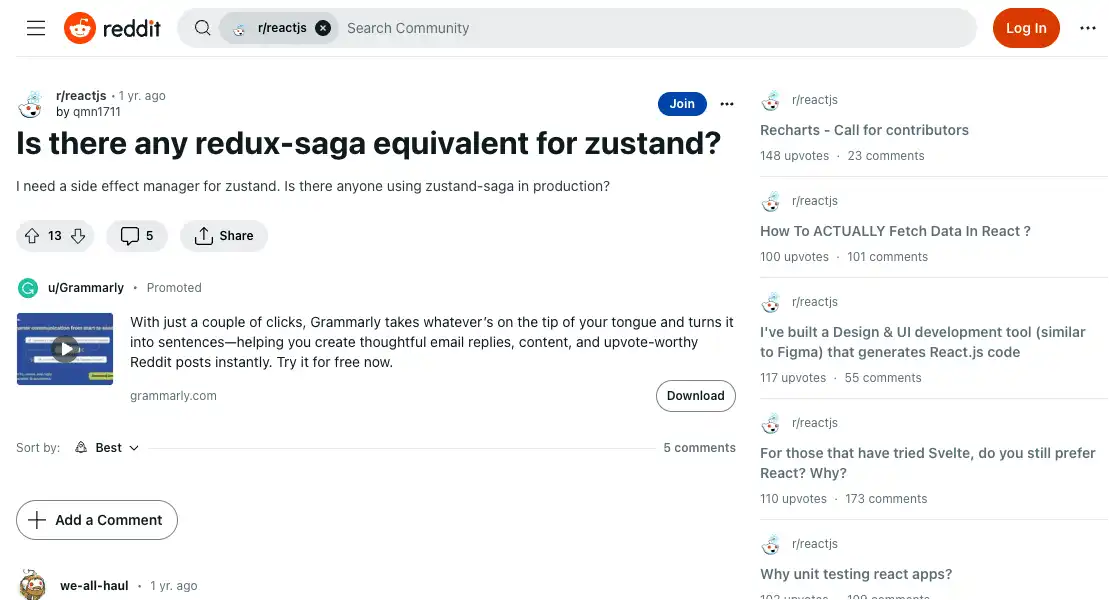 reddit
r/reactjs
Search Community
Log In
r/reactjs • 1 yr. ago
by qmn1711
Join
Is there any redux-saga equivalent for zustand?
I need a side effect manager for zustand. Is there anyone using zustand-saga in production?
13
5
Share
u/Grammarly • Promoted
With just a couple of clicks, Grammarly takes whatever’s on the tip of your tongue and turns it
into sentences—helping you create thoughtful email replies, content, and upvote-worthy
Reddit posts instantly. Try it for free now.
grammarly.com
Download
Sort by:
Best
5 comments
Add a Comment
we-all-haul • 1 yr. ago
r/reactjs
Recharts - Call for contributors
148 upvotes · 23 comments
r/reactjs
How To ACTUALLY Fetch Data In React ?
100 upvotes · 101 comments
r/reactjs
I've built a Design & UI development tool (similar
to Figma) that generates React.js code
117 upvotes · 55 comments
r/reactjs
For those that have tried Svelte, do you still prefer
React? Why?
110 upvotes · 173 comments
r/reactjs
Why unit testing react apps?